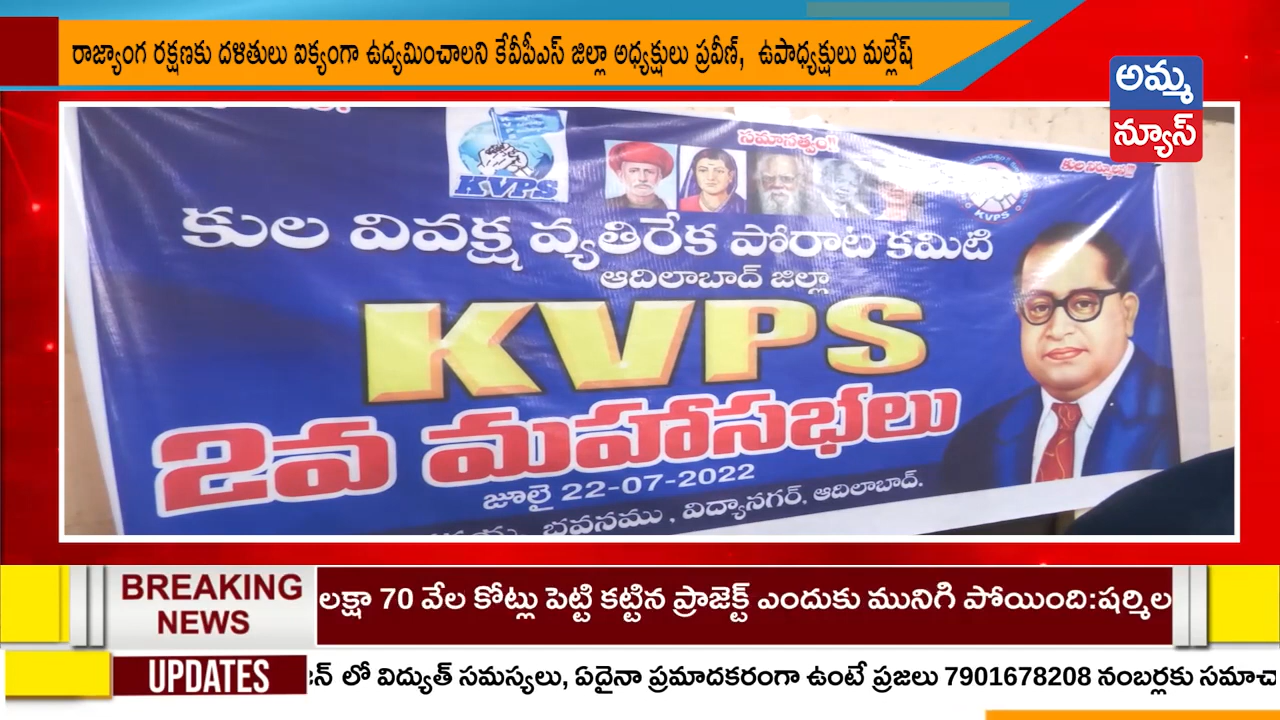 రాజ్యాంగ రక్షణకు దళితులు ఐక్యంగా ఉద్యమించాలని కేవీపీఎస్ జిల్లా అధ్యక్షులు ప్రవీణ్, ఉపాధ్యక్షులు మల్లేష్
అమ్మ
న్యూస్
సమానత్వం!!
KVPS
KVPS
కుల వివక్ష వ్యతిరేక పోరాట కమిటి
ఆదిలాబాద్ జిల్లా
KVPS
2వ మహాసభలు
జూలై 22-07-2022
భవనము, విద్యానగర్, ఆదిలాబాద్.
BREAKING NEWS
లక్షా 70 వేల కోట్లు పెట్టి కట్టిన ప్రాజెక్ట్ ఎందుకు మునిగి పోయింది:షర్మిల
UPDATES
లో విద్యుత్ సమస్యలు, ఏదైనా ప్రమాదకరంగా ఉంటే ప్రజలు 7901678208 నంబర్లకు సమాచా